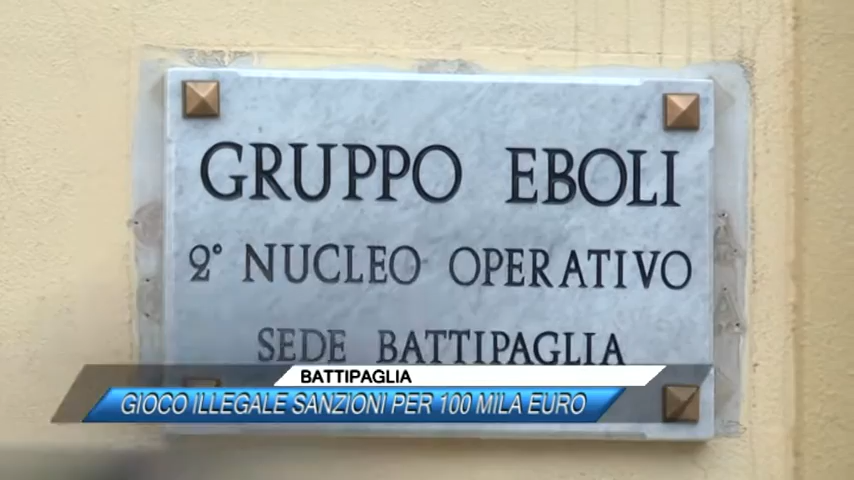 GRUPPO EBOLI
2° NUCLEO OPERATIVO
SEDE BATTIPAGLIA
BATTIPAGLIA
GIOCO ILLEGALE SANZIONI PER 100 MILA EURO